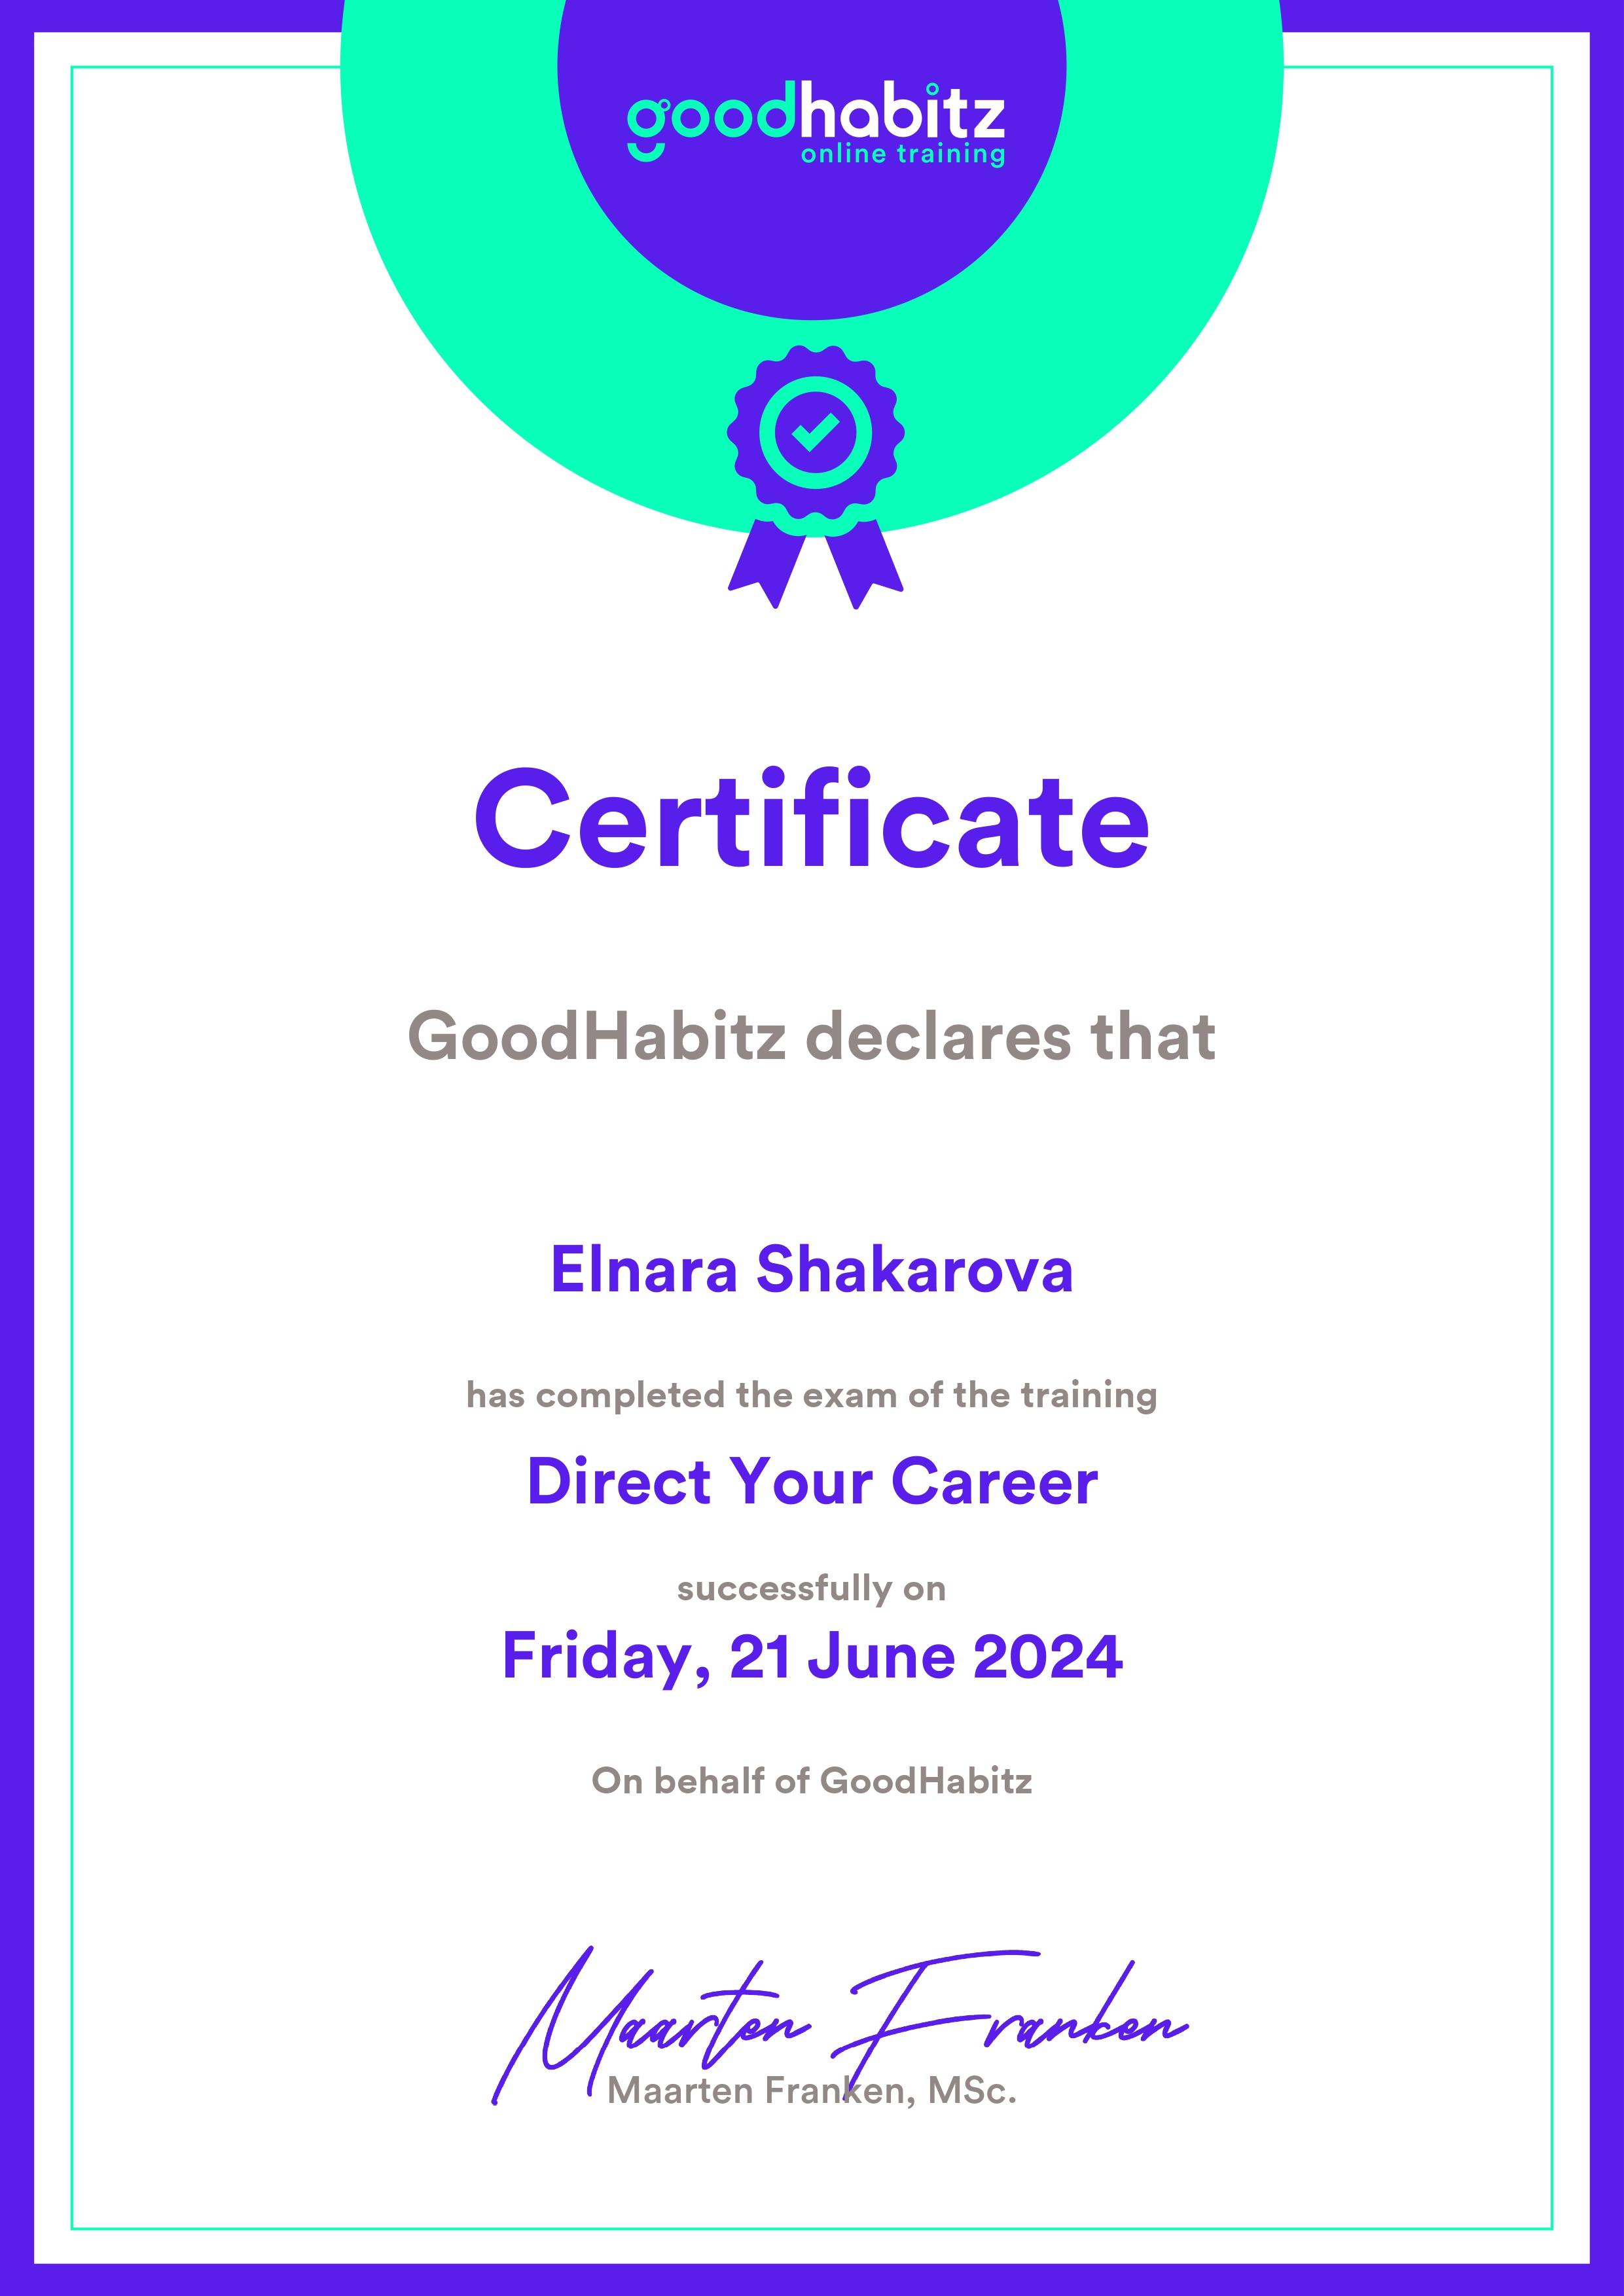 goodhabitz
online training
Certificate
GoodHabitz declares that
Elnara Shakarova
has completed the exam of the training
Direct Your Career
successfully on
Friday, 21 June 2024
On behalf of GoodHabitz
Maarten Franken
Maarten Franken, MSc.